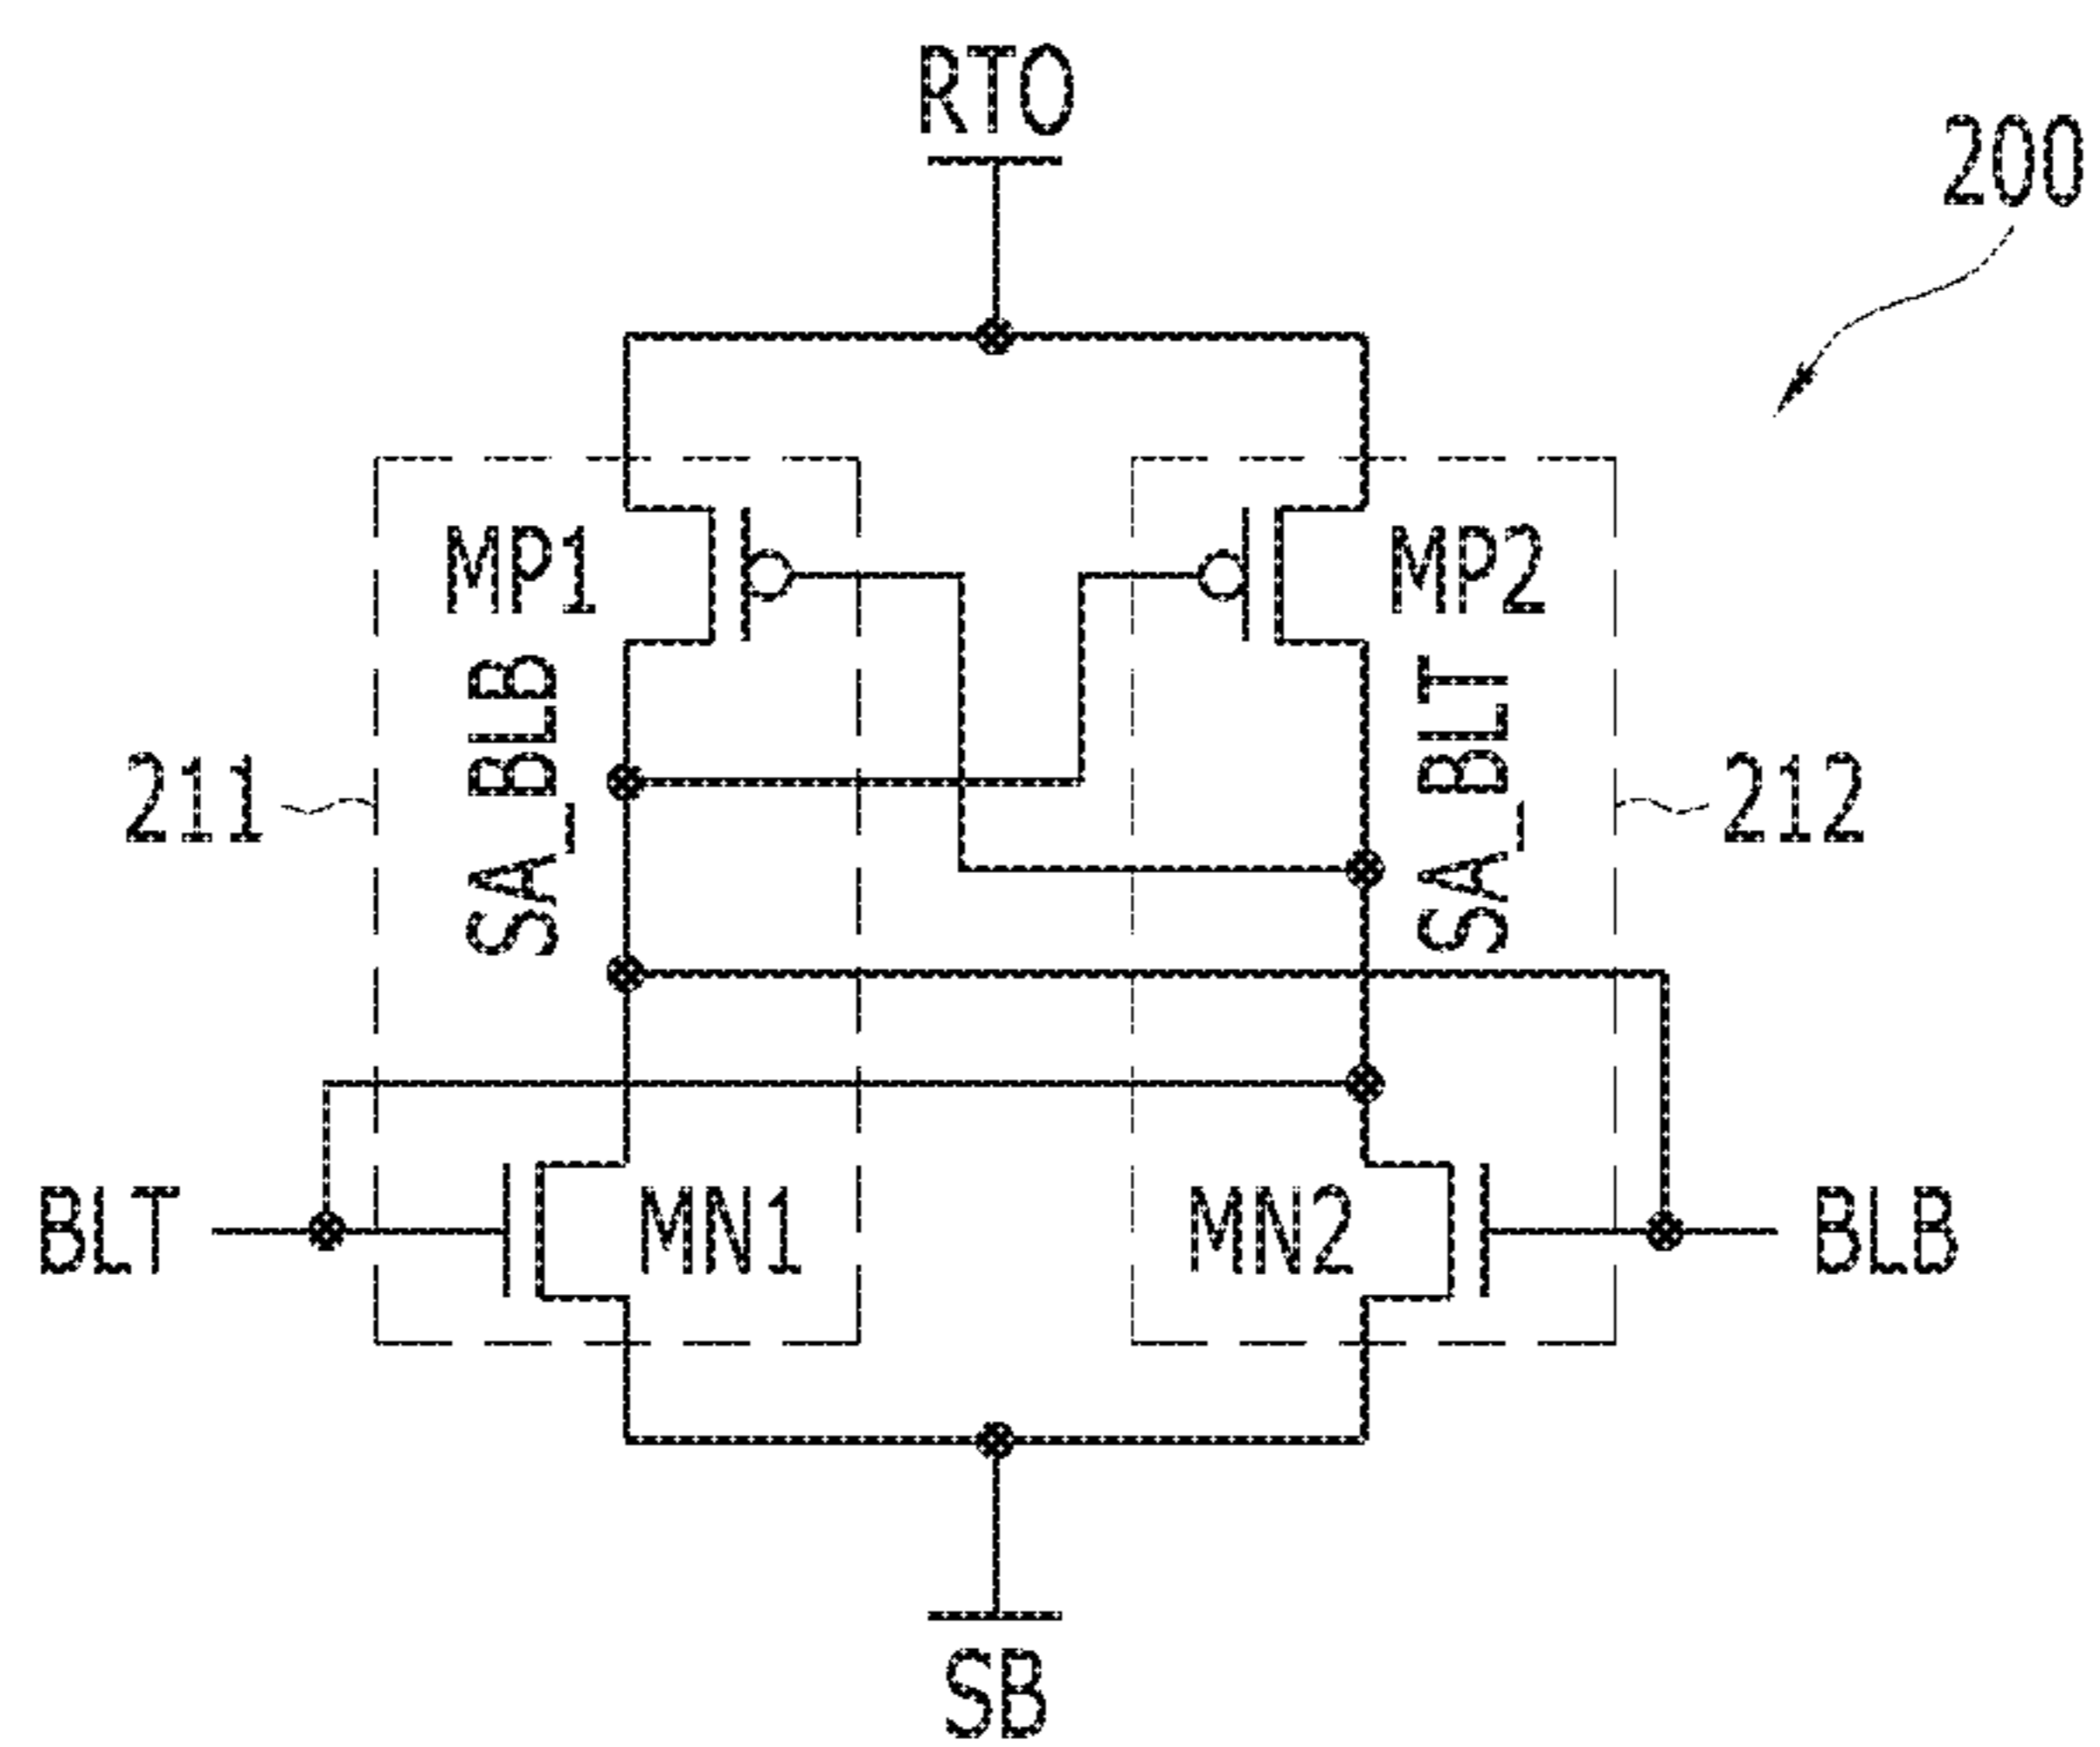 RTO
200
MP1
MP2
SA_BLB
SA_BLT
211
212
BLT
MN1
MN2
BLB
SB